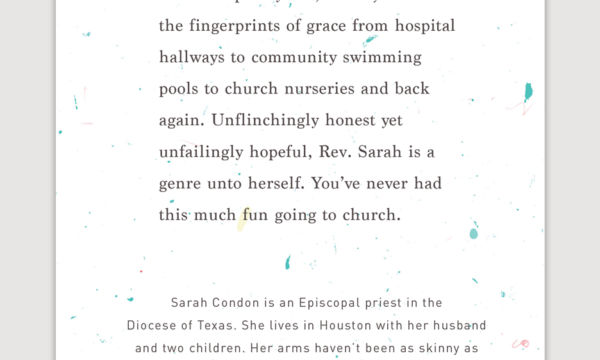 the fingerprints of grace from hospital
hallways to community swimming
pools to church nurseries and back
again. Unflinchingly honest yet
unfailingly hopeful, Rev. Sarah is a
genre unto herself. You’ve never had
this much fun going to church.
Sarah Condon is an Episcopal priest in the
Diocese of Texas. She lives in Houston with her husband
and two children. Her arms haven’t been as skinny as